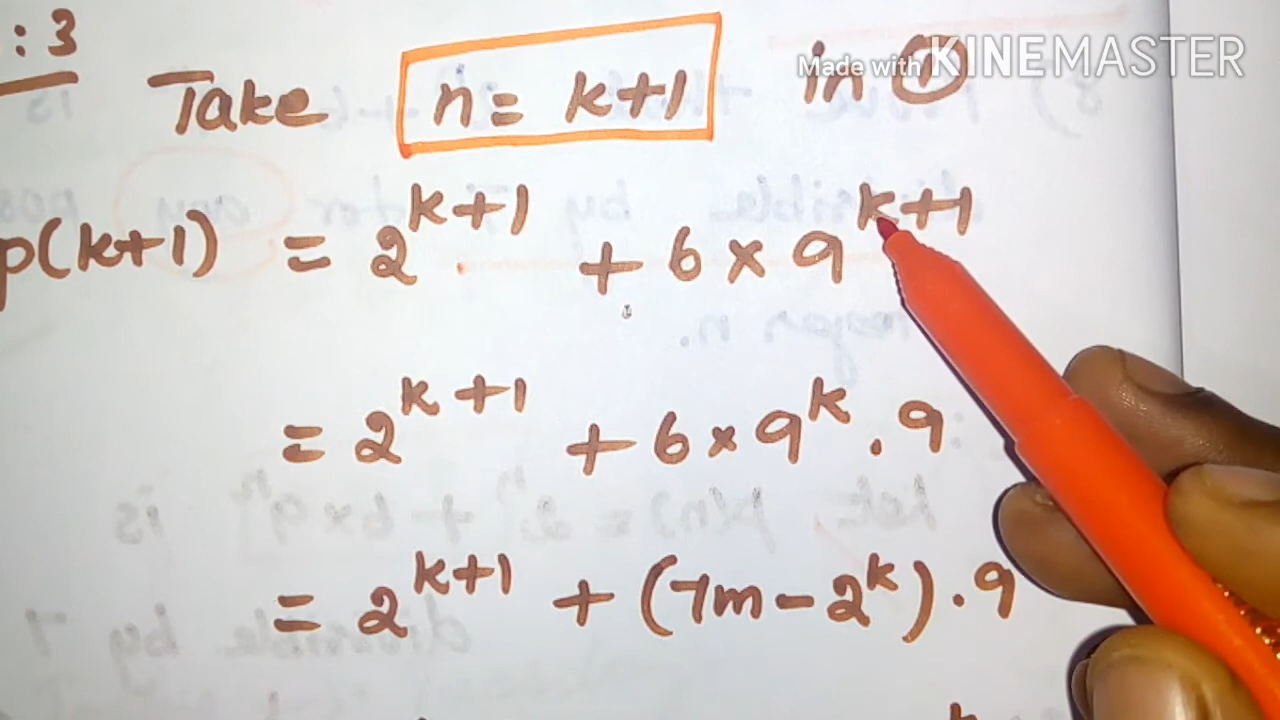 : 3
Take n = k+1 in ①
Made with KINEMASTER
p(k+1) = 2^{k+1} + 6 × 9^{k+1}
= 2^{k+1} + 6 × 9^k . 9
= 2^{k+1} + (7m - 2^k) . 9